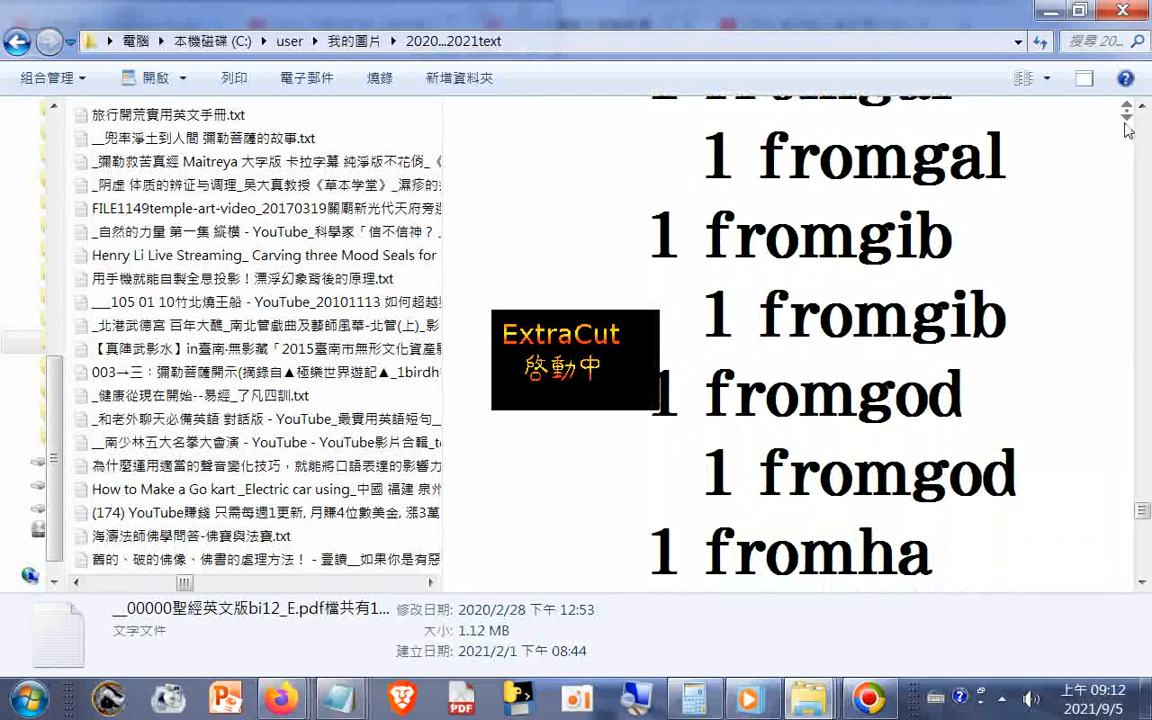 電腦 ▸ 本機磁碟 (C:) ▸ user ▸ 我的圖片 ▸ 2020...2021text
搜尋 20...
組合管理 開啟 列印 電子郵件 燒錄 新增資料夾
旅行開荒實用英文手冊.txt
__兜率淨土到人間 彌勒菩薩的故事.txt
_彌勒救苦真經 Maitreya 大字版 卡拉字幕 純淨版不花俏_《
_阴虚 体质的辨证与调理_吴大真教授《草本学堂》_濕疹的
FILE1149temple-art-video_20170319關廟新光代天府旁邊
_自然的力量 第一集 縱橫 - YouTube_科學家「信不信神？
Henry Li Live Streaming_ Carving three Mood Seals for
用手機就能自製全息投影！漂浮幻象背後的原理.txt
___105 01 10竹北燒王船 - YouTube_20101113 如何超越
_北港武德宮 百年大醮_南北管戲曲及藝師風華-北管(上)_影
【真陣武影水】in臺南·無影藏「2015臺南市無形文化資產
003→三：彌勒菩薩開示(摘錄自▲極樂世界遊記▲_1birdh
_健康從現在開始--易經_了凡四訓.txt
_和老外聊天必備英語 對話版 - YouTube_最實用英語短句_
__南少林五大名拳大會演 - YouTube - YouTube影片合輯_t
為什麼運用適當的聲音變化技巧，就能將口語表達的影響力
How to Make a Go kart _Electric car using_中國 福建 泉州
(174) YouTube賺錢 只需每週1更新, 月賺4位數美金, 漲3萬
海濤法師佛學問答-佛寶與法寶.txt
舊的、破的佛像、佛書的處理方法！ - 壹讀__如果你是有惡
1 fromgal
1 fromgal
1 fromgib
1 fromgib
1 fromgod
1 fromgod
1 fromha
ExtraCut
啓動中
__00000聖經英文版bi12_E.pdf檔共有1... 修改日期: 2020/2/28 下午 12:53
文字文件 大小: 1.12 MB
建立日期: 2021/2/1 下午 08:44
PDF
上午 09:12
2021/9/5